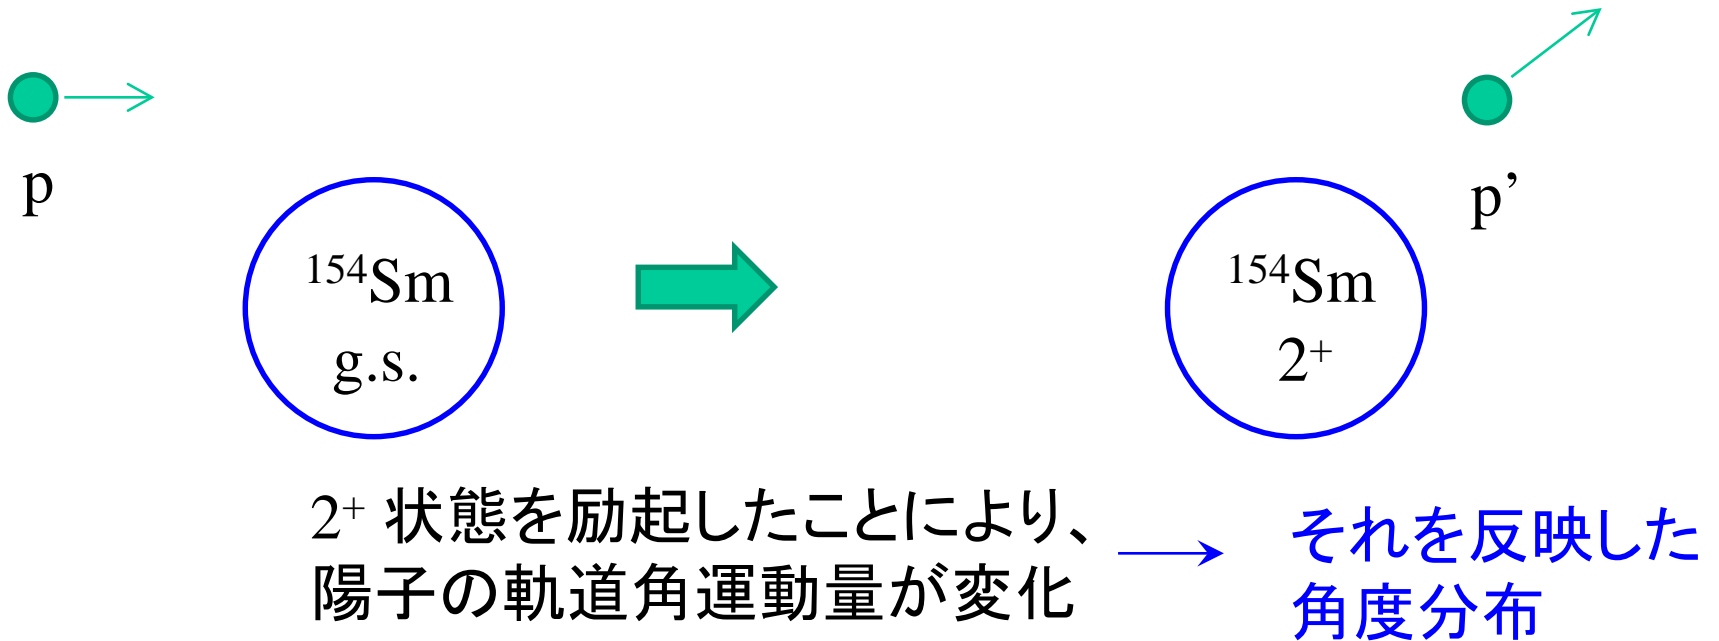 p
p’
¹⁵⁴Sm
g.s.
¹⁵⁴Sm
2⁺
2⁺ 状態を励起したことにより、
陽子の軌道角運動量が変化
それを反映した
角度分布